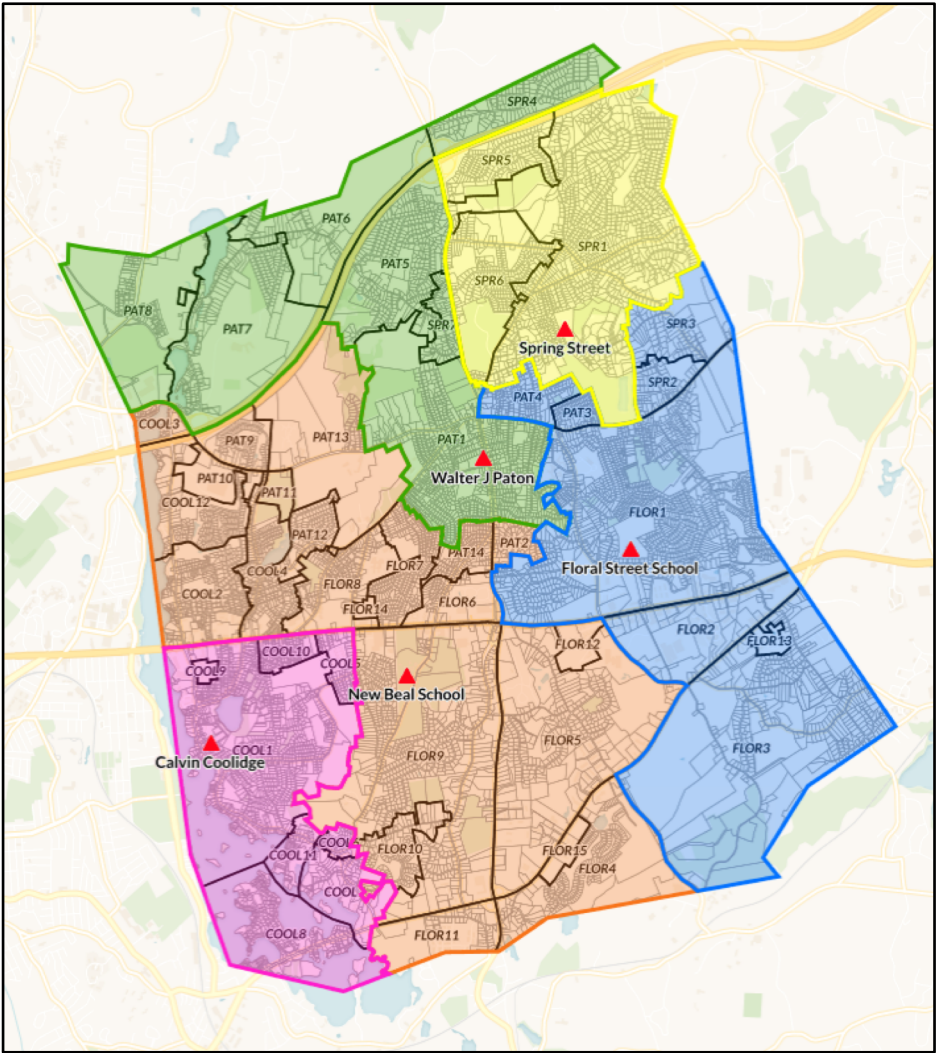 SPR4
SPR5
PAT6
SPR1
PAT5
SPR6
PAT8
PAT7
SPR7
SPR3
Spring Street
SPR2
PAT4
PAT3
COOL3
PAT9
PAT13
PAT1
PAT10
Walter J Paton
PAT11
COOL12
FLOR1
PAT12
PAT2
PAT14
FLOR7
Floral Street School
COOL4
FLOR8
COOL2
FLOR6
FLOR14
FLOR2
FLOR13
FLOR12
COOL10
COOL5
COOL9
New Beal School
FLOR5
COOL1
FLOR3
FLOR9
Calvin Coolidge
COOL
FLOR10
FLOR15
COOL11
FLOR4
COOL
COOL8
FLOR11